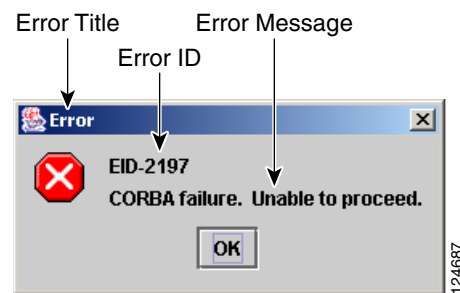 Error Title
Error Message
Error ID
Error
EID-2197
CORBA failure. Unable to proceed.
OK
124687